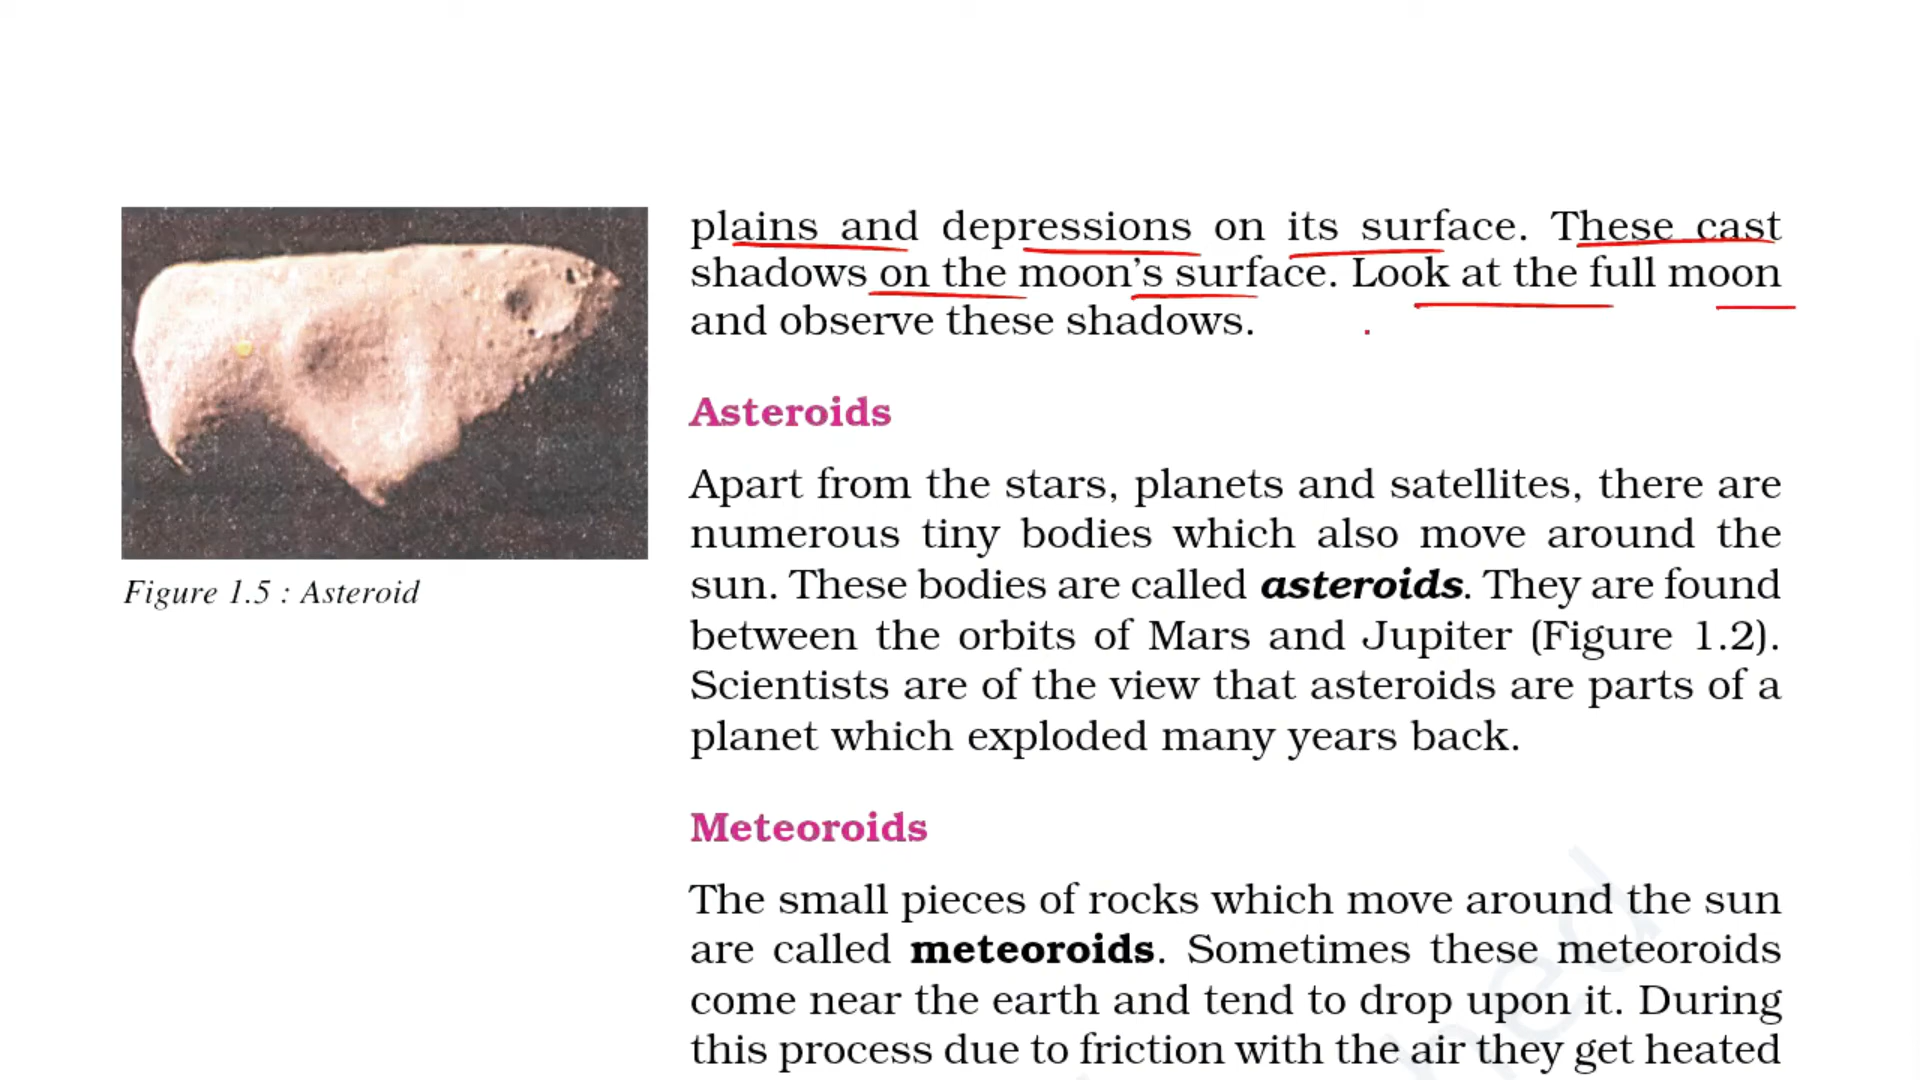 plains and depressions on its surface. These cast
shadows on the moon's surface. Look at the full moon
and observe these shadows.
Figure 1.5 : Asteroid
Asteroids
Apart from the stars, planets and satellites, there are
numerous tiny bodies which also move around the
sun. These bodies are called asteroids. They are found
between the orbits of Mars and Jupiter (Figure 1.2).
Scientists are of the view that asteroids are parts of a
planet which exploded many years back.
Meteoroids
The small pieces of rocks which move around the sun
are called meteoroids. Sometimes these meteoroids
come near the earth and tend to drop upon it. During
this process due to friction with the air they get heated